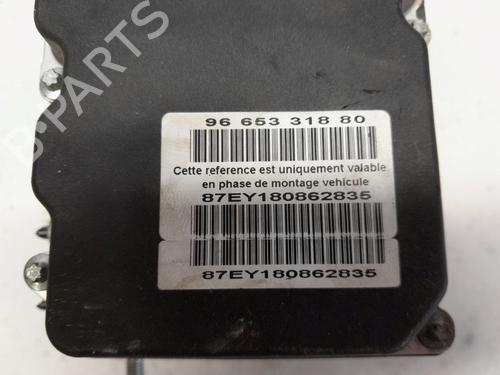 B-PARTS
96 653 318 80
Cette reference est uniquement valable
en phase de montage vehicule
87EY180862835
87EY180862835